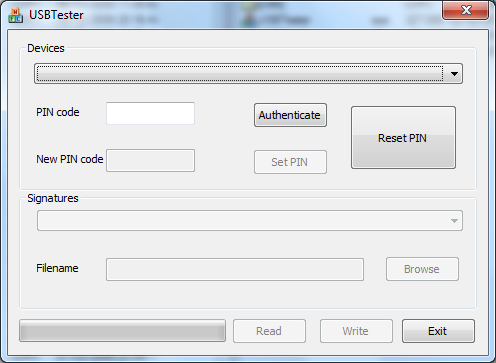 USBTester
Devices
PIN code
Authenticate
Reset PIN
New PIN code
Set PIN
Signatures
Filename
Browse
Read
Write
Exit